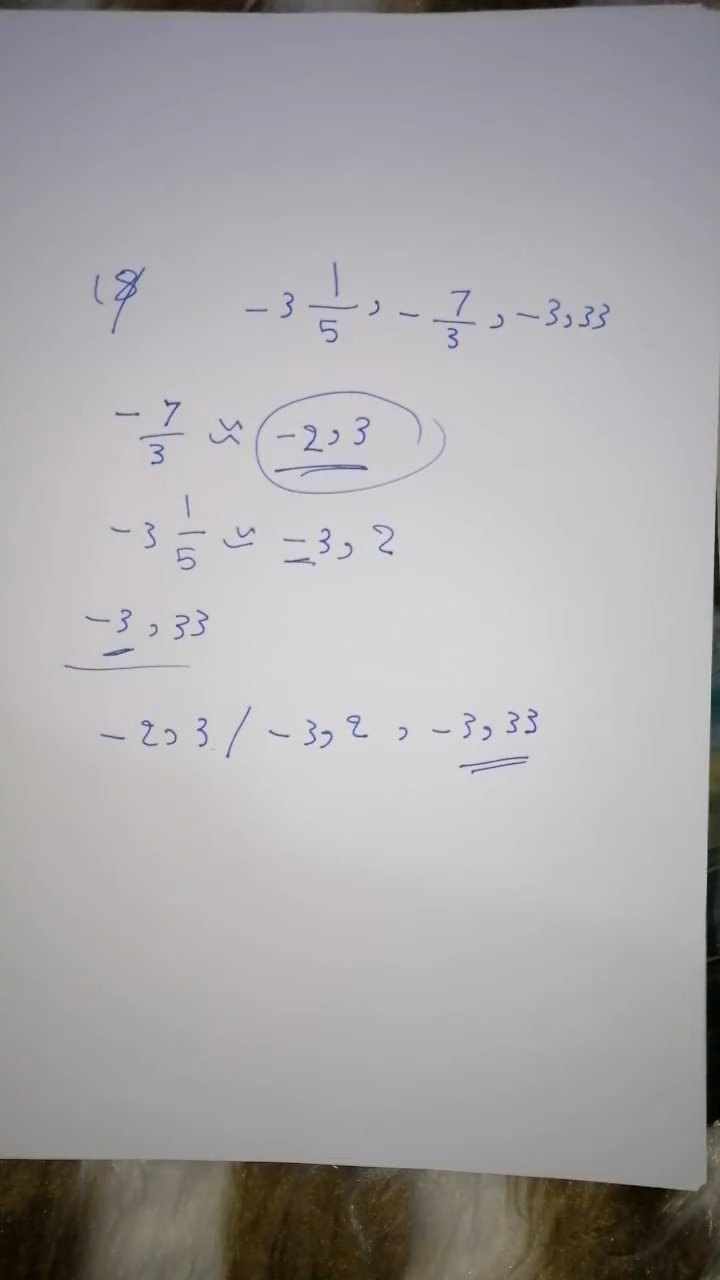 18 -3 1/5 , - 7/3 , -3,33
- 7/3 ≈ -2,3
-3 1/5 ≃ -3, 2
-3 , 33
-2,3 / -3,2 , -3,33